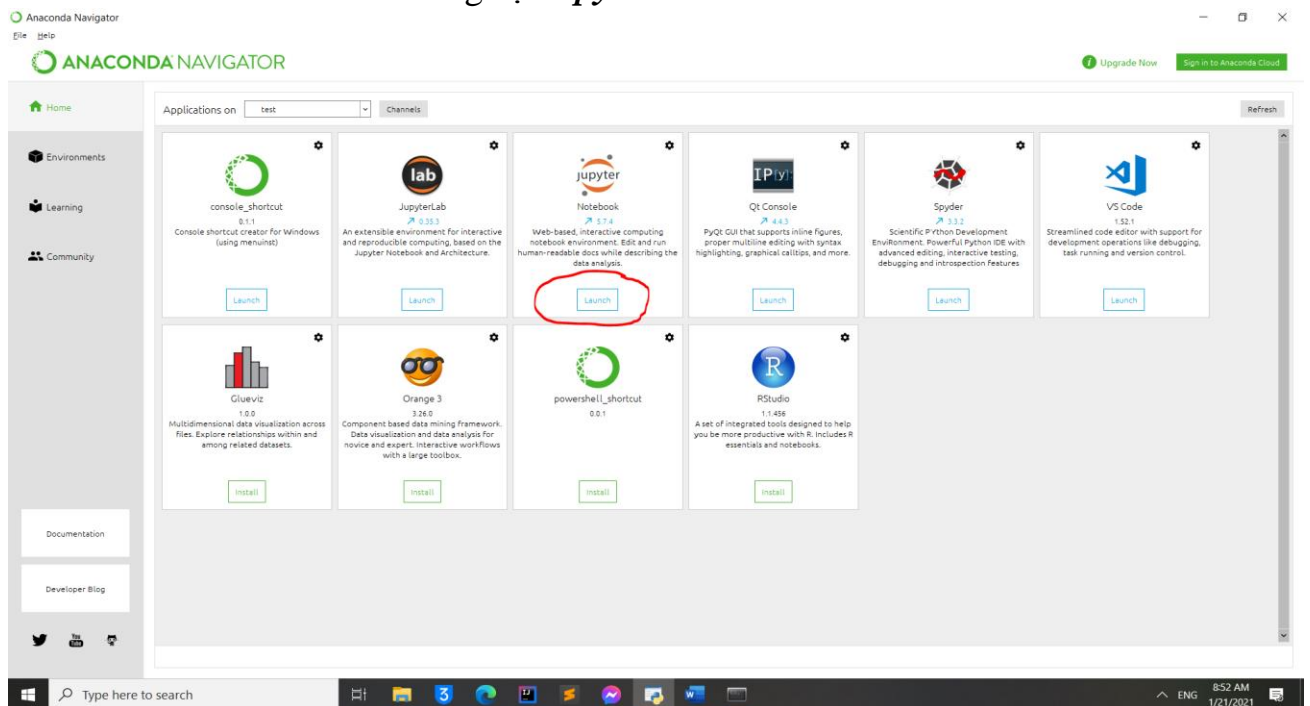 Anaconda Navigator
File Help
ANACONDA NAVIGATOR
Upgrade Now
Sign in to Anaconda Cloud
Home
Environments
Learning
Community
Documentation
Developer Blog
You
Tube
Applications on test Channels
Refresh
console_shortcut
0.1.1
Console shortcut creator for Windows
(using menuinst)
Launch
lab
JupyterLab
0.35.3
An extensible environment for interactive
and reproducible computing, based on the
Jupyter Notebook and Architecture.
Launch
jupyter
Notebook
5.7.4
Web-based, interactive computing
notebook environment. Edit and run
human-readable docs while describing the
data analysis.
Launch
IP[y]:
Qt Console
4.4.3
PyQt GUI that supports inline figures,
proper multiline editing with syntax
highlighting, graphical calltips, and more.
Launch
Spyder
3.3.2
Scientific PYthon Development
EnviRonment. Powerful Python IDE with
advanced editing, interactive testing,
debugging and introspection features
Launch
VS Code
1.52.1
Streamlined code editor with support for
development operations like debugging,
task running and version control.
Launch
Glueviz
1.0.0
Multidimensional data visualization across
files. Explore relationships within and
among related datasets.
Install
Orange 3
3.26.0
Component based data mining framework.
Data visualization and data analysis for
novice and expert. Interactive workflows
with a large toolbox.
Install
powershell_shortcut
0.0.1
Install
R
RStudio
1.1.456
A set of integrated tools designed to help
you be more productive with R. Includes R
essentials and notebooks.
Install
Type here to search
3
IJ
W
ENG
8:52 AM
1/21/2021